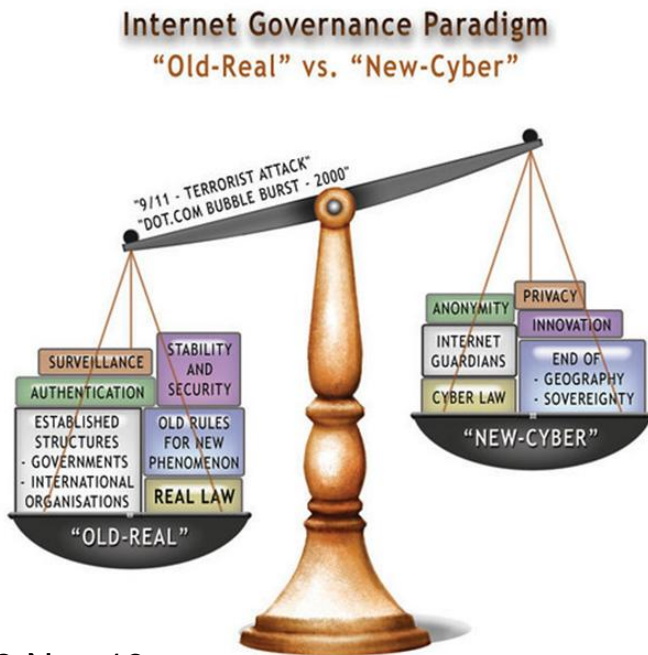 Internet Governance Paradigm
“Old-Real” vs. “New-Cyber”
"9/11 - TERRORIST ATTACK"
"DOT.COM BUBBLE BURST - 2000"
SURVEILLANCE
AUTHENTICATION
ESTABLISHED
STRUCTURES
- GOVERNMENTS
- INTERNATIONAL
ORGANISATIONS
STABILITY
AND
SECURITY
OLD RULES
FOR NEW
PHENOMENON
REAL LAW
“OLD-REAL”
ANONYMITY
INTERNET
GUARDIANS
CYBER LAW
PRIVACY
INNOVATION
END OF
- GEOGRAPHY
- SOVEREIGNTY
“NEW-CYBER”